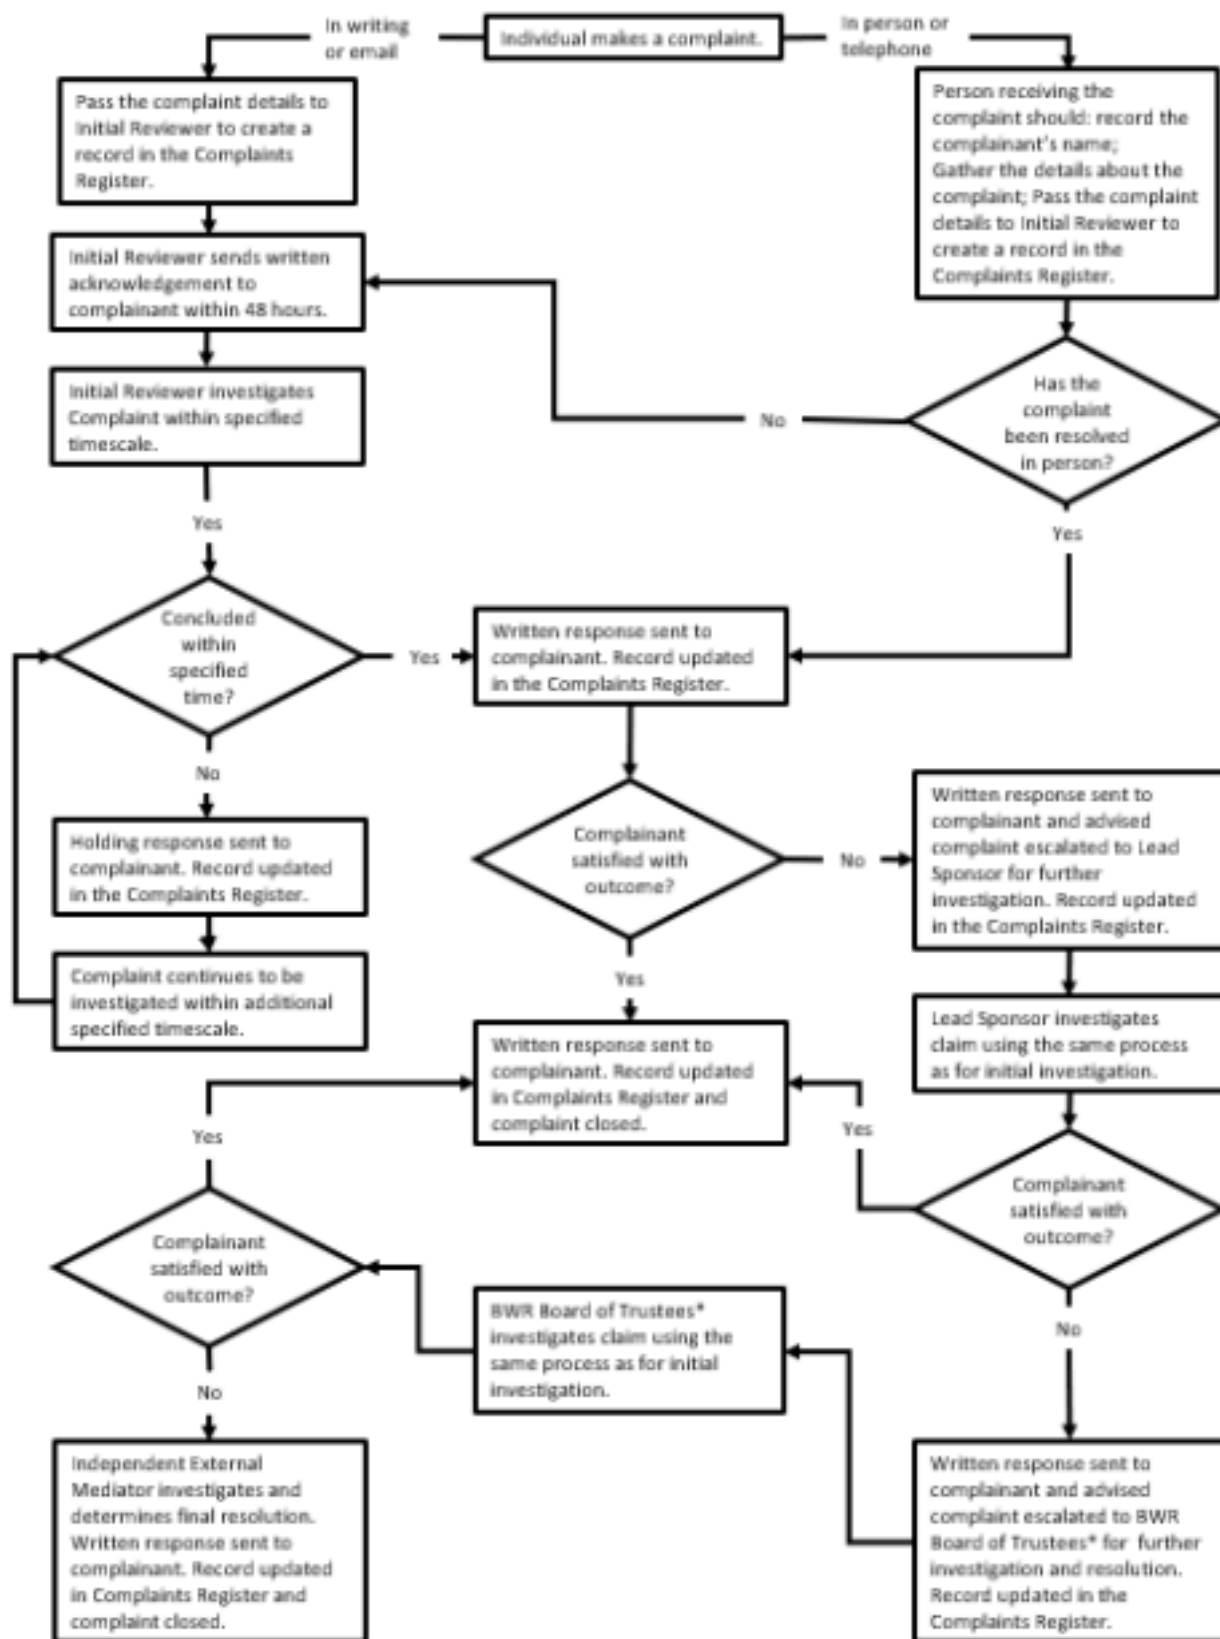 In writing
or email
Individual makes a complaint.
In person or
telephone
Pass the complaint details to
Initial Reviewer to create a
record in the Complaints
Register.
Person receiving the
complaint should: record the
complainant's name;
Gather the details about the
complaint; Pass the complaint
details to Initial Reviewer to
create a record in the
Complaints Register.
Initial Reviewer sends written
acknowledgement to
complainant within 48 hours.
Initial Reviewer investigates
Complaint within specified
timescale.
Has the
complaint
been resolved
in person?
No
Yes
Yes
Concluded
within
specified
time?
Yes
Written response sent to
complainant. Record updated
in the Complaints Register.
No
Holding response sent to
complainant. Record updated
in the Complaints Register.
Complainant
satisfied with
outcome?
No
Written response sent to
complainant and advised
complaint escalated to Lead
Sponsor for further
investigation. Record updated
in the Complaints Register.
Complaint continues to be
investigated within additional
specified timescale.
Yes
Written response sent to
complainant. Record updated
in Complaints Register and
complaint closed.
Lead Sponsor investigates
claim using the same process
as for initial investigation.
Yes
Yes
Complainant
satisfied with
outcome?
Complainant
satisfied with
outcome?
BWR Board of Trustees*
investigates claim using the
same process as for initial
investigation.
No
No
Independent External
Mediator investigates and
determines final resolution.
Written response sent to
complainant. Record updated
in Complaints Register and
complaint closed.
Written response sent to
complainant and advised
complaint escalated to BWR
Board of Trustees* for further
investigation and resolution.
Record updated in the
Complaints Register.